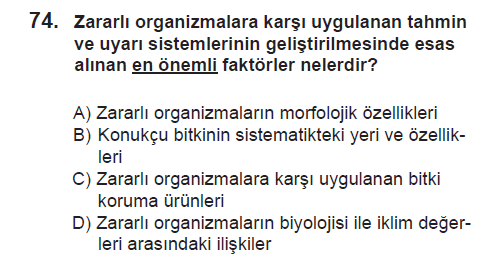 74. Zararlı organizmalara karşı uygulanan tahmin
ve uyarı sistemlerinin geliştirilmesinde esas
alınan en önemli faktörler nelerdir?
A) Zararlı organizmaların morfolojik özellikleri
B) Konukçu bitkinin sistematikteki yeri ve özellik-
leri
C) Zararlı organizmalara karşı uygulanan bitki
koruma ürünleri
D) Zararlı organizmaların biyolojisi ile iklim değer-
leri arasındaki ilişkiler